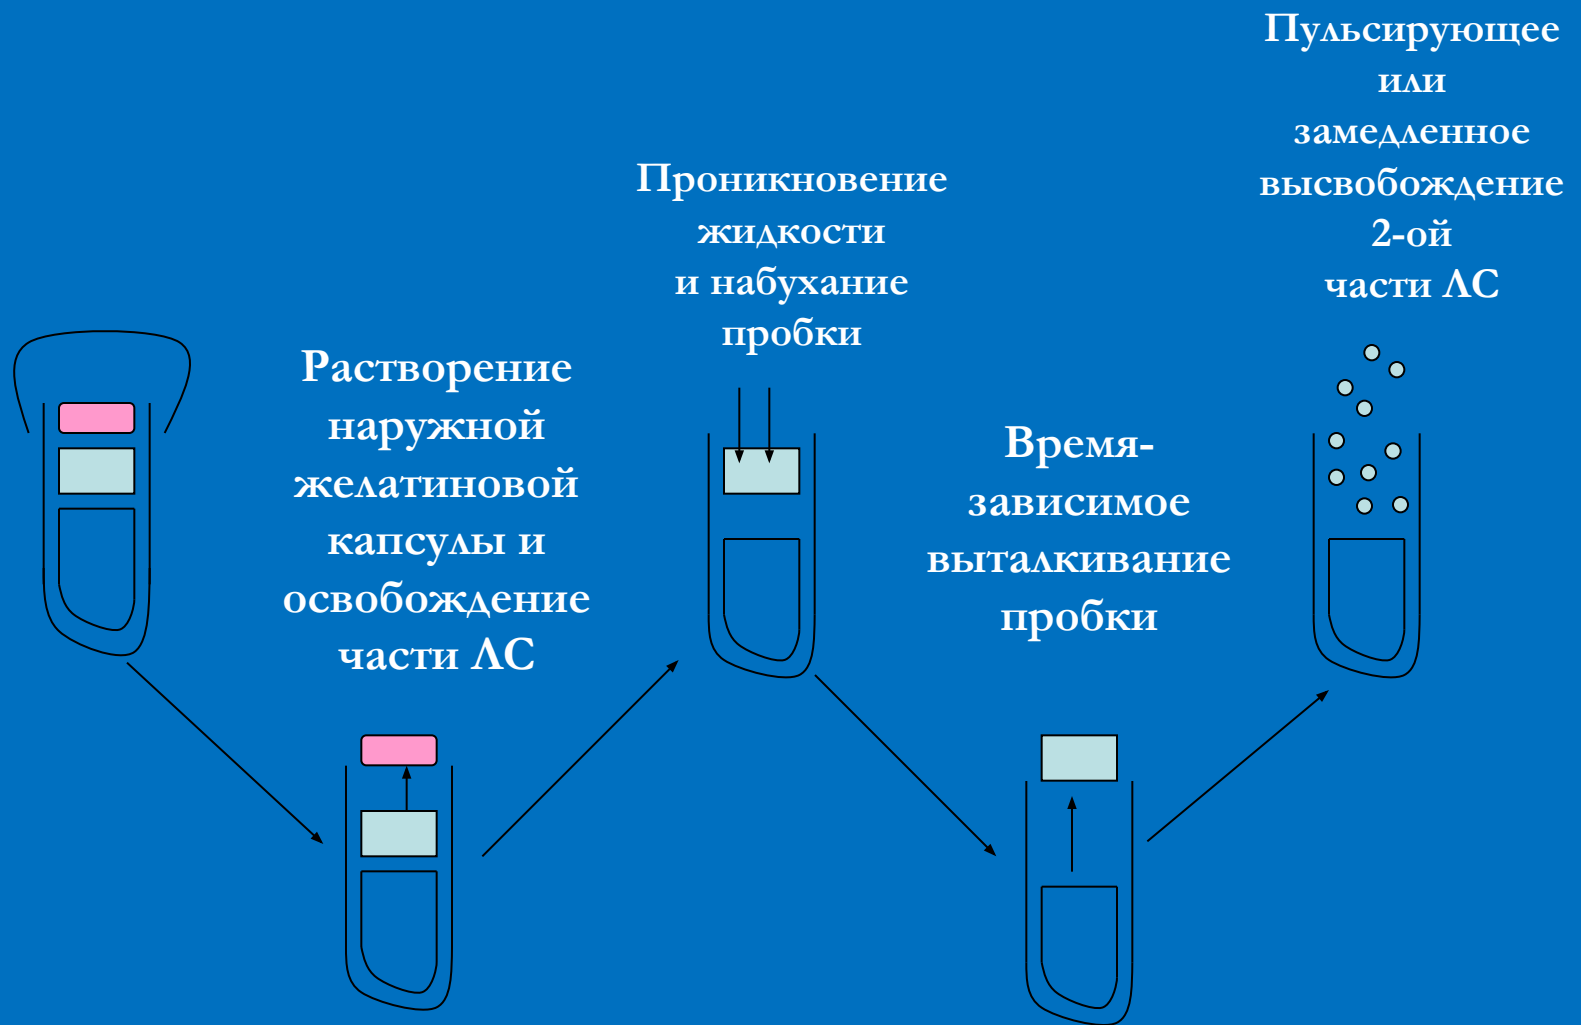 Растворение
наружной
желатиновой
капсулы и
освобождение
части ЛС
Проникновение
жидкости
и набухание
пробки
Время-
зависимое
выталкивание
пробки
Пульсирующее
или
замедленное
высвобождение
2-ой
части ЛС